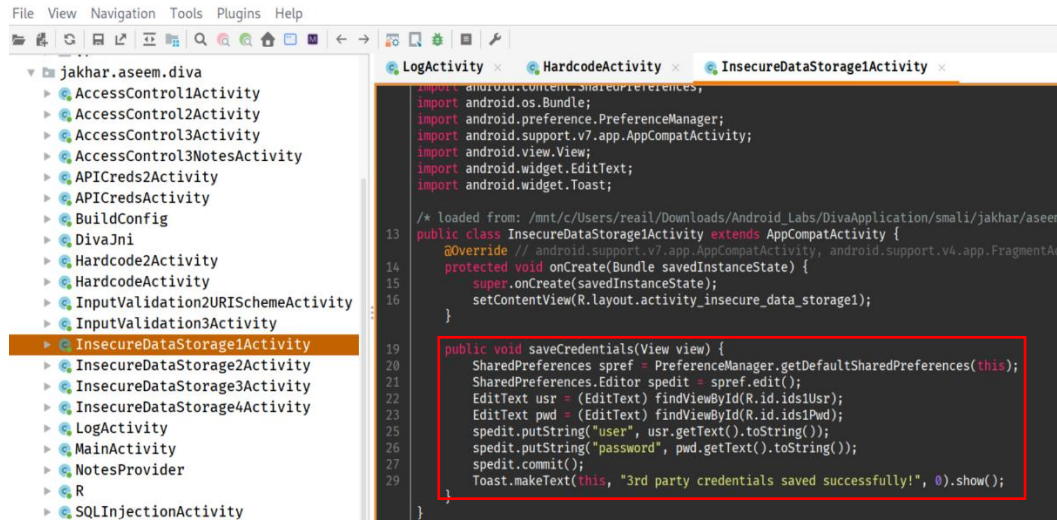 File View Navigation Tools Plugins Help
jakhar.aseem.diva
AccessControl1Activity
AccessControl2Activity
AccessControl3Activity
AccessControl3NotesActivity
APICreds2Activity
APICredsActivity
BuildConfig
DivaJni
Hardcode2Activity
HardcodeActivity
InputValidation2URISchemeActivity
InputValidation3Activity
InsecureDataStorage1Activity
InsecureDataStorage2Activity
InsecureDataStorage3Activity
InsecureDataStorage4Activity
LogActivity
MainActivity
NotesProvider
R
SQLInjectionActivity
LogActivity × HardcodeActivity × InsecureDataStorage1Activity ×
import android.content.SharedPreferences;
import android.os.Bundle;
import android.preference.PreferenceManager;
import android.support.v7.app.AppCompatActivity;
import android.view.View;
import android.widget.EditText;
import android.widget.Toast;
/* loaded from: /mnt/c/Users/reail/Downloads/Android_Labs/DivaApplication/smali/jakhar/aseem
13 public class InsecureDataStorage1Activity extends AppCompatActivity {
@Override // android.support.v7.app.AppCompatActivity, android.support.v4.app.FragmentAc
14 protected void onCreate(Bundle savedInstanceState) {
15 super.onCreate(savedInstanceState);
16 setContentView(R.layout.activity_insecure_data_storage1);
}
19 public void saveCredentials(View view) {
20 SharedPreferences spref = PreferenceManager.getDefaultSharedPreferences(this);
21 SharedPreferences.Editor spedit = spref.edit();
22 EditText usr = (EditText) findViewById(R.id.ids1Usr);
23 EditText pwd = (EditText) findViewById(R.id.ids1Pwd);
25 spedit.putString("user", usr.getText().toString());
26 spedit.putString("password", pwd.getText().toString());
27 spedit.commit();
29 Toast.makeText(this, "3rd party credentials saved successfully!", 0).show();
}
}